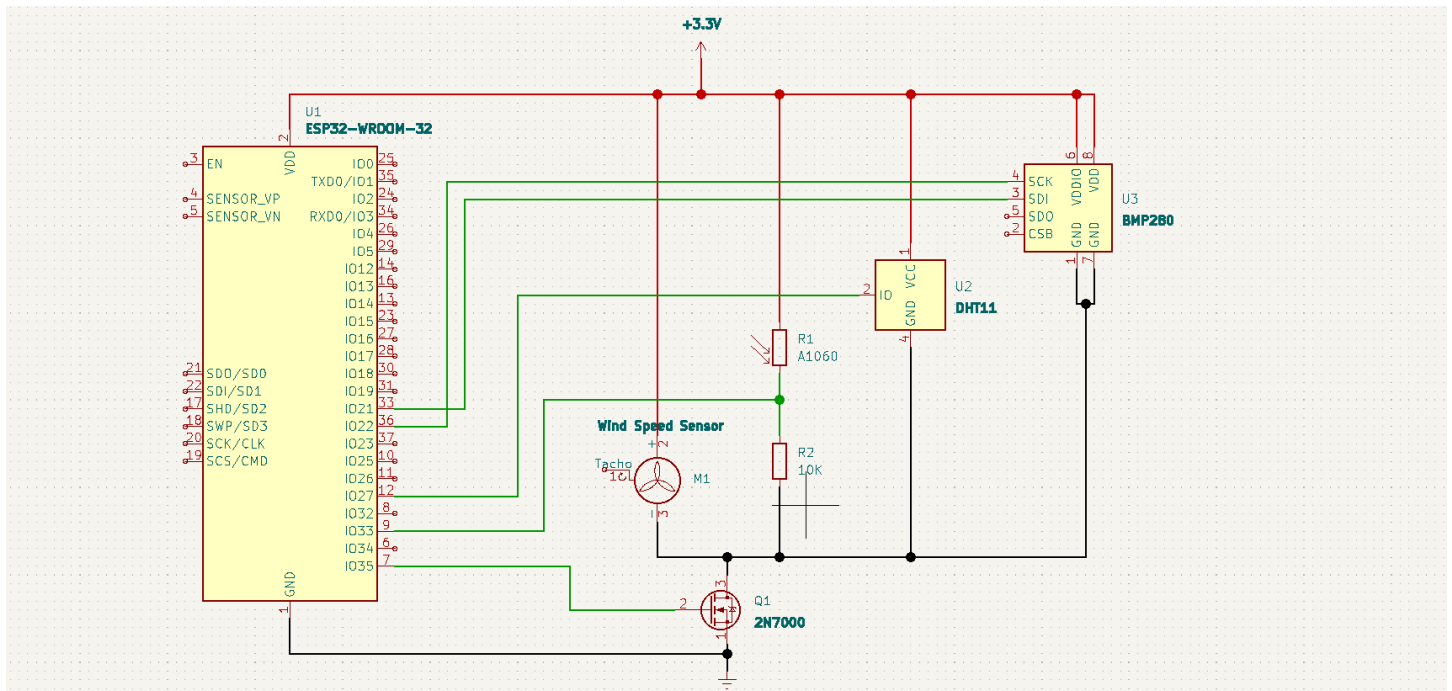 +3.3V
U1
ESP32-WROOM-32
2
VDD
3
EN
IO0
25
TXD0/IO1
35
4
SENSOR_VP
IO2
24
5
SENSOR_VN
RXD0/IO3
34
IO4
26
IO5
29
IO12
14
IO13
16
IO14
13
IO15
23
IO16
27
IO17
28
21
SDO/SD0
IO18
30
22
SDI/SD1
IO19
31
17
SHD/SD2
IO21
33
18
SWP/SD3
IO22
36
20
SCK/CLK
IO23
37
19
SCS/CMD
IO25
10
IO26
11
IO27
12
IO32
8
IO33
9
IO34
6
IO35
7
GND
1
6
8
VDDIO
VDD
4
SCK
3
SDI
5
SDO
2
CSB
GND
GND
1
7
U3
BMP280
1
VCC
2
IO
GND
4
U2
DHT11
R1
A1060
Wind Speed Sensor
+
2
Tacho
1
M1
3
R2
10K
3
2
1
Q1
2N7000